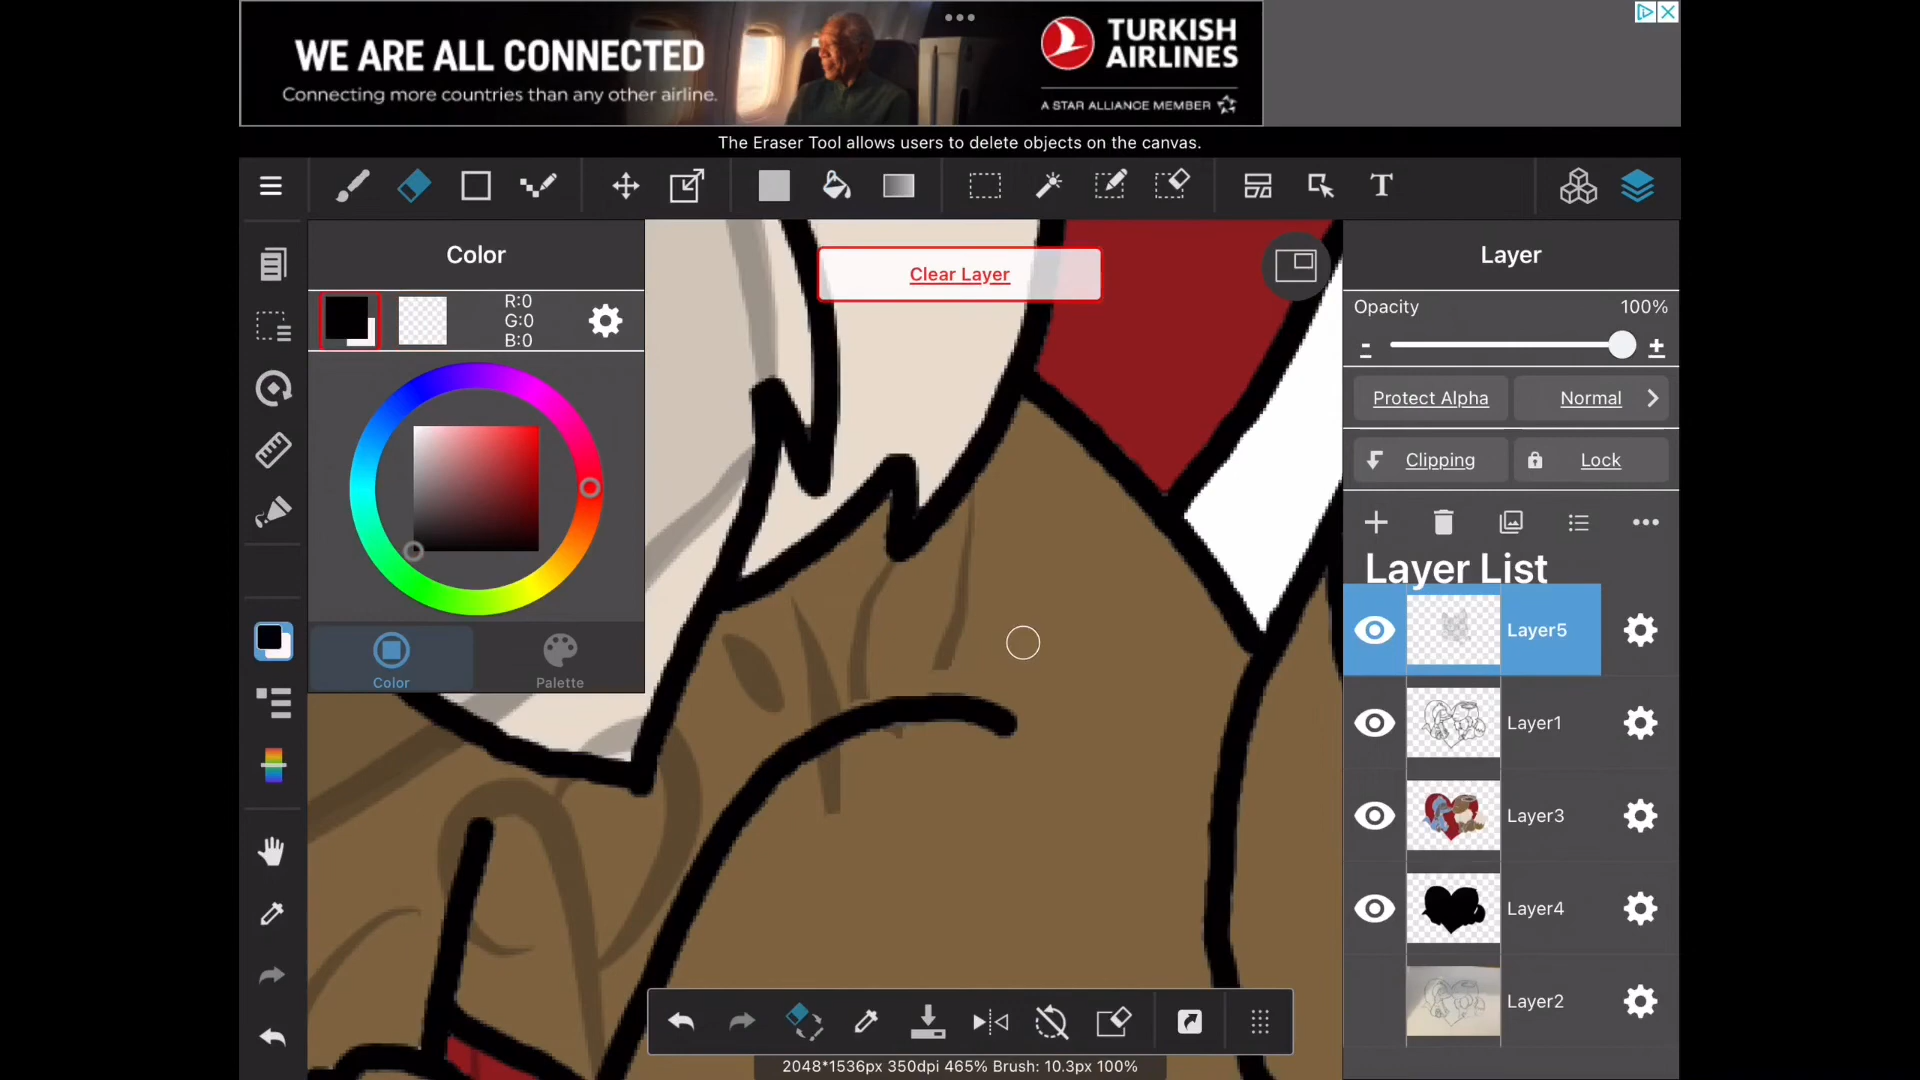 WE ARE ALL CONNECTED
Connecting more countries than any other airline.
TURKISH
AIRLINES
A STAR ALLIANCE MEMBER
The Eraser Tool allows users to delete objects on the canvas.
T
Color
R:0
G:0
B:0
Color
Palette
Clear Layer
Layer
Opacity 100%
- +
Protect Alpha Normal
Clipping Lock
Layer List
Layer5
Layer1
Layer3
Layer4
Layer2
2048*1536px 350dpi 465% Brush: 10.3px 100%